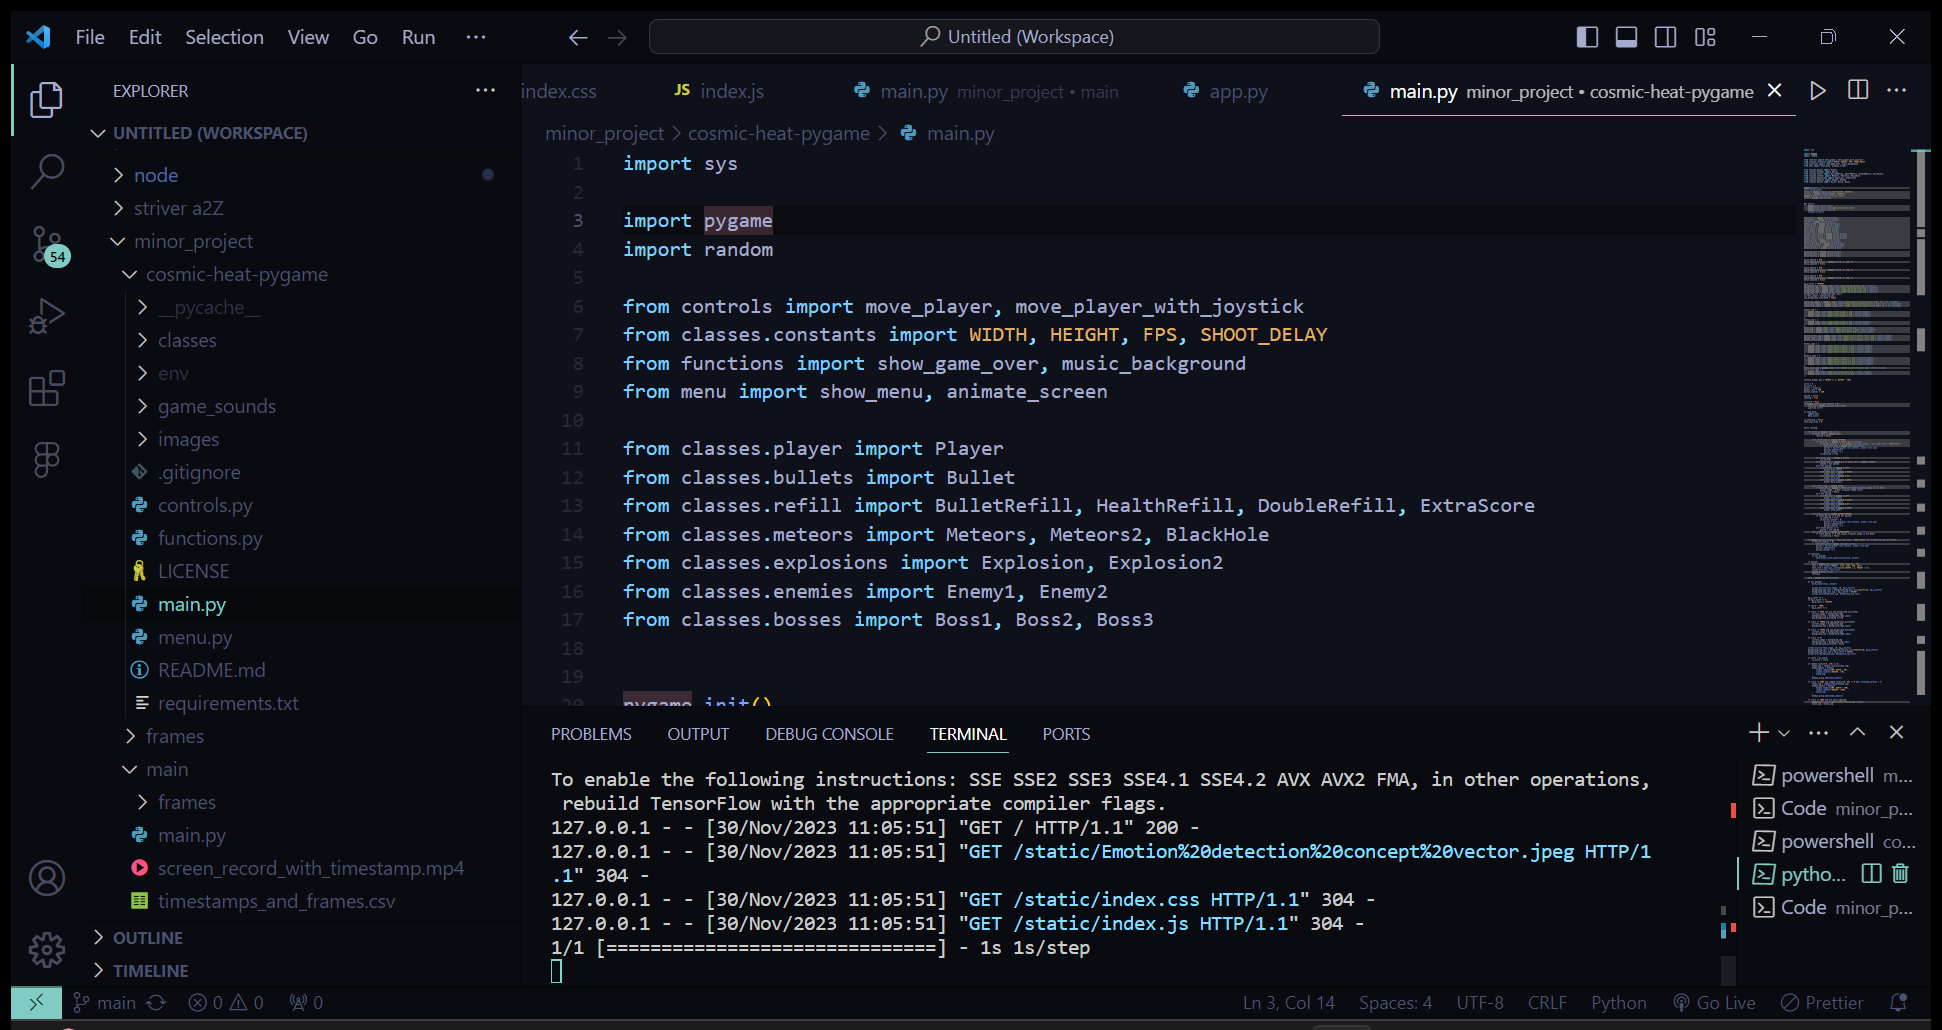 File Edit Selection View Go Run ···
Untitled (Workspace)
EXPLORER
UNTITLED (WORKSPACE)
node
striver a2Z
minor_project
cosmic-heat-pygame
__pycache__
classes
env
game_sounds
images
.gitignore
controls.py
functions.py
LICENSE
main.py
menu.py
README.md
requirements.txt
frames
main
frames
main.py
screen_record_with_timestamp.mp4
timestamps_and_frames.csv
OUTLINE
TIMELINE
54
index.css JS index.js main.py minor_project • main app.py main.py minor_project • cosmic-heat-pygame
minor_project > cosmic-heat-pygame > main.py
1 import sys
2
3 import pygame
4 import random
5
6 from controls import move_player, move_player_with_joystick
7 from classes.constants import WIDTH, HEIGHT, FPS, SHOOT_DELAY
8 from functions import show_game_over, music_background
9 from menu import show_menu, animate_screen
10
11 from classes.player import Player
12 from classes.bullets import Bullet
13 from classes.refill import BulletRefill, HealthRefill, DoubleRefill, ExtraScore
14 from classes.meteors import Meteors, Meteors2, BlackHole
15 from classes.explosions import Explosion, Explosion2
16 from classes.enemies import Enemy1, Enemy2
17 from classes.bosses import Boss1, Boss2, Boss3
18
19
20 pygame.init()
PROBLEMS OUTPUT DEBUG CONSOLE TERMINAL PORTS
To enable the following instructions: SSE SSE2 SSE3 SSE4.1 SSE4.2 AVX AVX2 FMA, in other operations,
rebuild TensorFlow with the appropriate compiler flags.
127.0.0.1 - - [30/Nov/2023 11:05:51] "GET / HTTP/1.1" 200 -
127.0.0.1 - - [30/Nov/2023 11:05:51] "GET /static/Emotion%20detection%20concept%20vector.jpeg HTTP/1
.1" 304 -
127.0.0.1 - - [30/Nov/2023 11:05:51] "GET /static/index.css HTTP/1.1" 304 -
127.0.0.1 - - [30/Nov/2023 11:05:51] "GET /static/index.js HTTP/1.1" 304 -
1/1 [==============================] - 1s 1s/step
powershell m...
Code minor_p...
powershell co...
pytho...
Code minor_p...
main 0 0 0
Ln 3, Col 14 Spaces: 4 UTF-8 CRLF Python Go Live Prettier